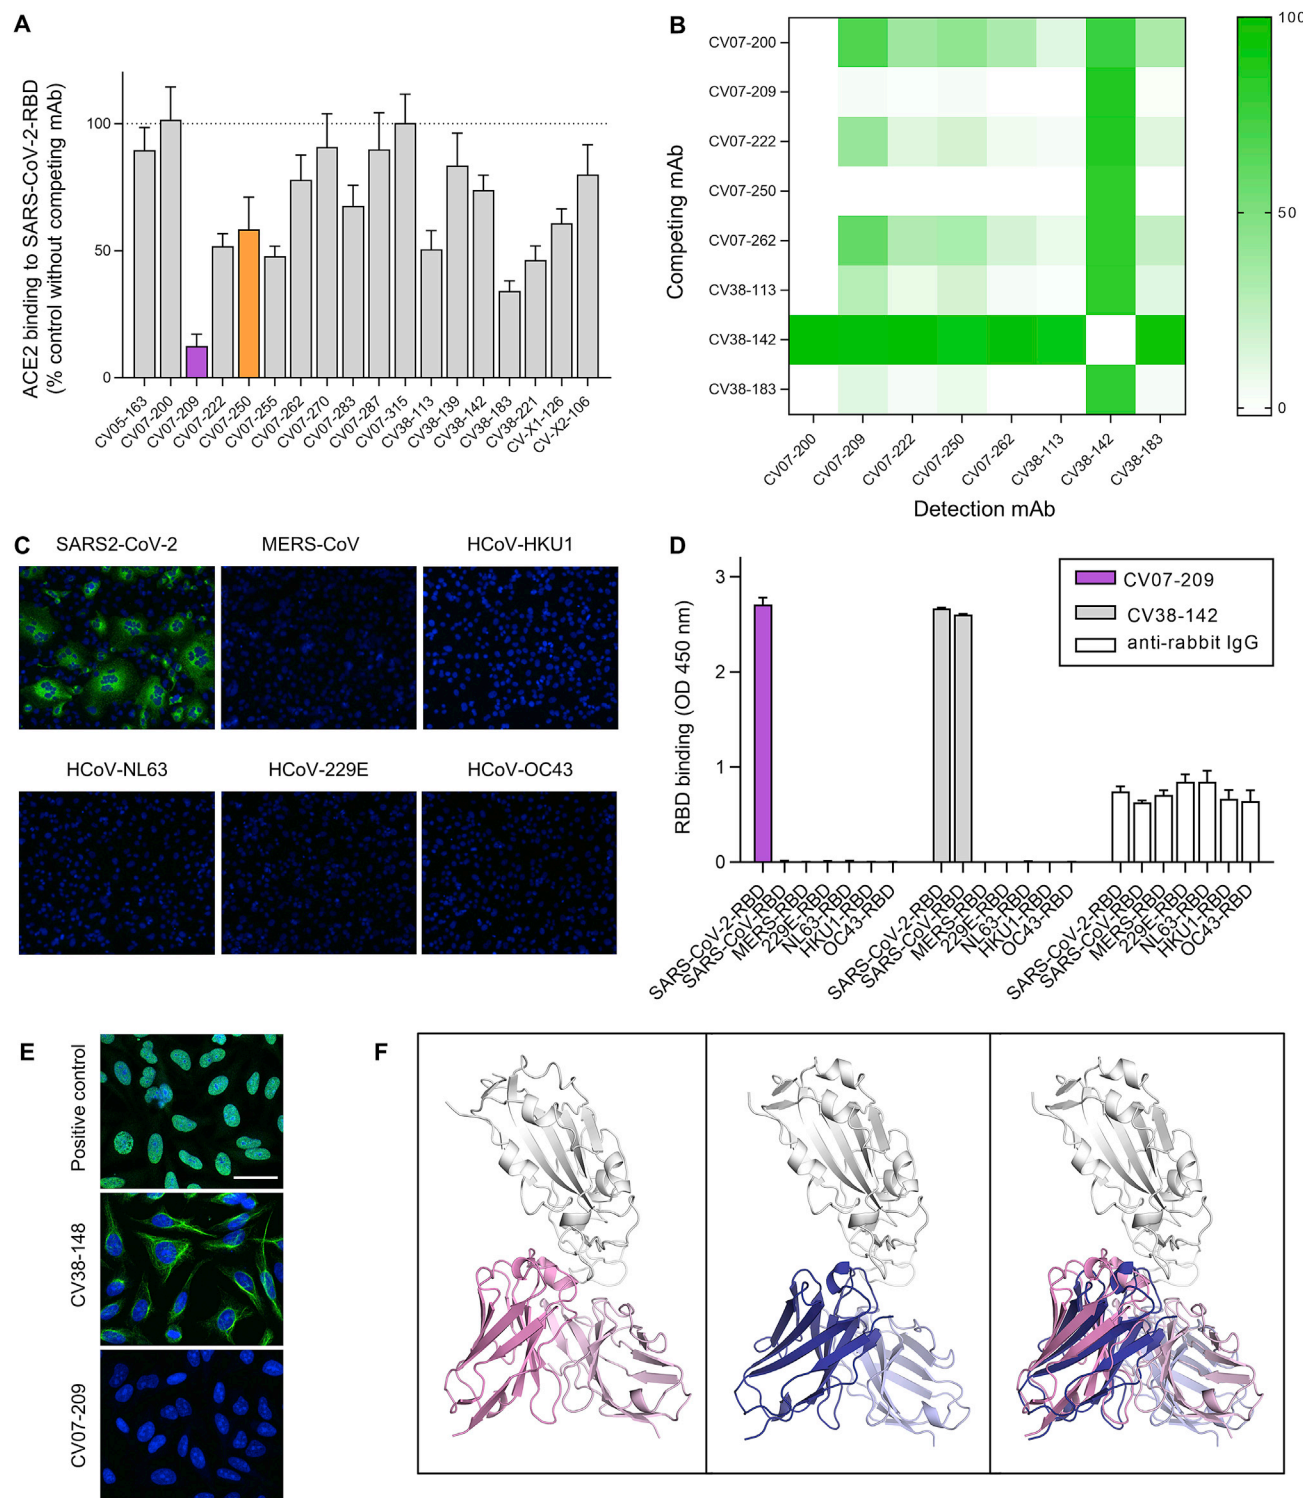 A
ACE2 binding to SARS-CoV-2-RBD
(% control without competing mAb)
100
50
0
CV05-163
CV07-200
CV07-209
CV07-222
CV07-250
CV07-255
CV07-262
CV07-270
CV07-283
CV07-287
CV07-315
CV38-113
CV38-139
CV38-142
CV38-183
CV38-221
CV-X1-126
CV-X2-106
B
Competing mAb
CV07-200
CV07-209
CV07-222
CV07-250
CV07-262
CV38-113
CV38-142
CV38-183
CV07-200
CV07-209
CV07-222
CV07-250
CV07-262
CV38-113
CV38-142
CV38-183
Detection mAb
100
50
0
C
SARS2-CoV-2
MERS-CoV
HCoV-HKU1
HCoV-NL63
HCoV-229E
HCoV-OC43
D
RBD binding (OD 450 nm)
3
2
1
0
CV07-209
CV38-142
anti-rabbit IgG
SARS-CoV-2-RBD
SARS-CoV-RBD
MERS-RBD
229E-RBD
NL63-RBD
HKU1-RBD
OC43-RBD
SARS-CoV-2-RBD
SARS-CoV-RBD
MERS-RBD
229E-RBD
NL63-RBD
HKU1-RBD
OC43-RBD
SARS-CoV-2-RBD
SARS-CoV-RBD
MERS-RBD
229E-RBD
NL63-RBD
HKU1-RBD
OC43-RBD
E
Positive control
CV38-148
CV07-209
F